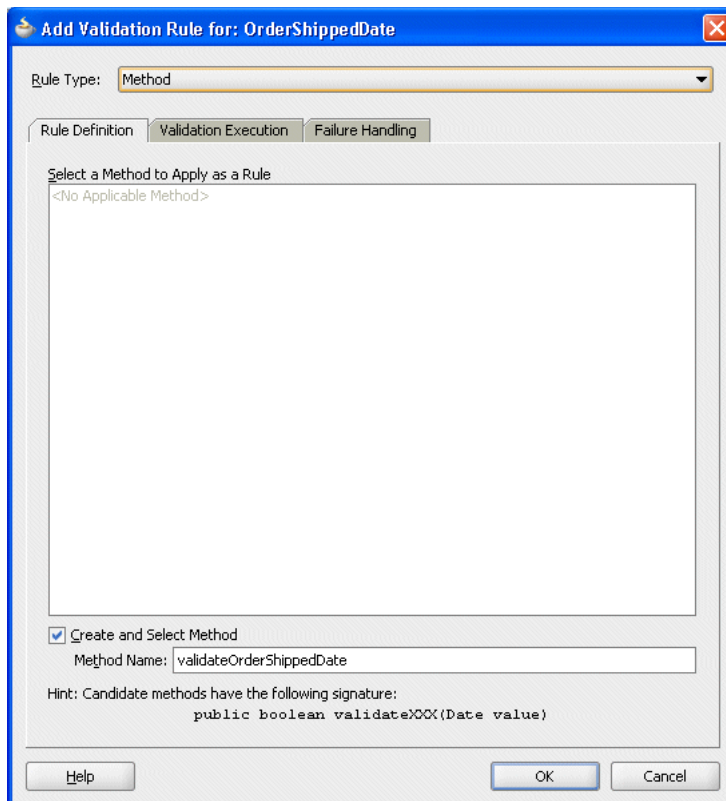 Add Validation Rule for: OrderShippedDate
Rule Type: Method
Rule Definition Validation Execution Failure Handling
Select a Method to Apply as a Rule
<No Applicable Method>
Create and Select Method
Method Name: validateOrderShippedDate
Hint: Candidate methods have the following signature:
public boolean validateXXX(Date value)
Help OK Cancel